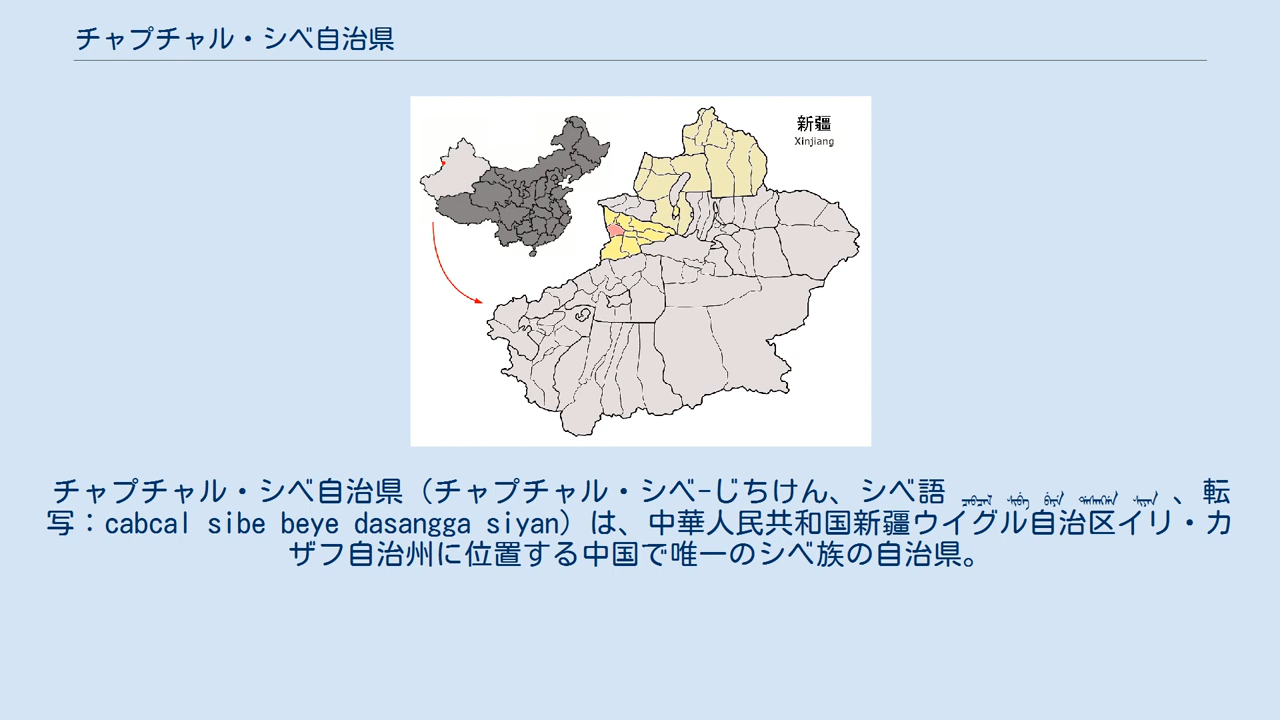 チャプチャル・シベ自治県
新疆
Xinjiang
チャプチャル・シベ自治県（チャプチャル・シベ-じちけん、シベ語 、転
写：cabcal sibe beye dasangga siyan）は、中華人民共和国新疆ウイグル自治区イリ・カ
ザフ自治州に位置する中国で唯一のシベ族の自治県。